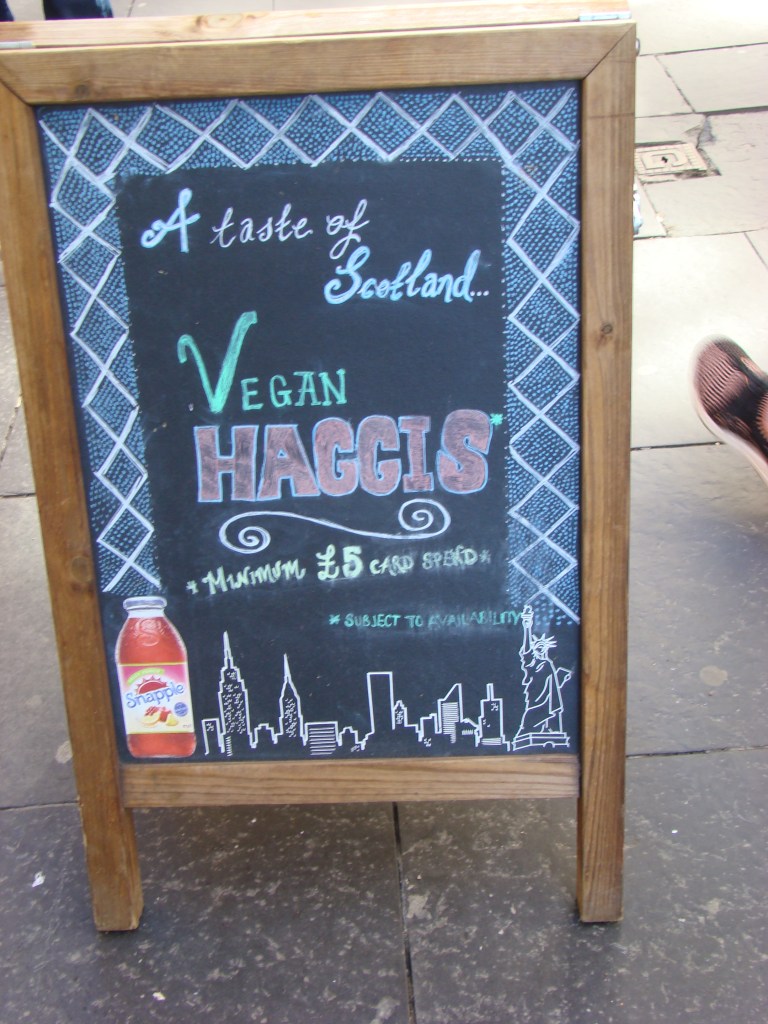 A taste of
Scotland...
VEGAN
HAGGIS*
*MINIMUM £5 CARD SPEND*
*SUBJECT TO AVAILABILITY
Snapple